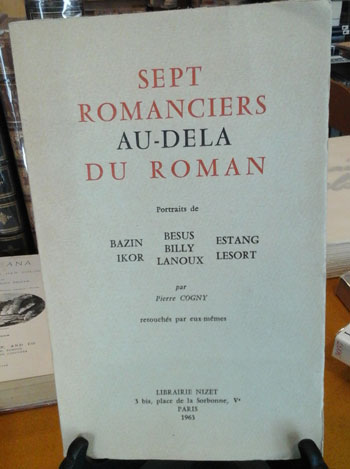 SEPT
ROMANCIERS
AU-DELA
DU ROMAN
Portraits de
BAZIN BESUS ESTANG
IKOR BILLY LESORT
LANOUX
par
Pierre COGNY
retouchés par eux-mêmes
LIBRAIRIE NIZET
3 bis, place de la Sorbonne, Vᵉ
PARIS
1963